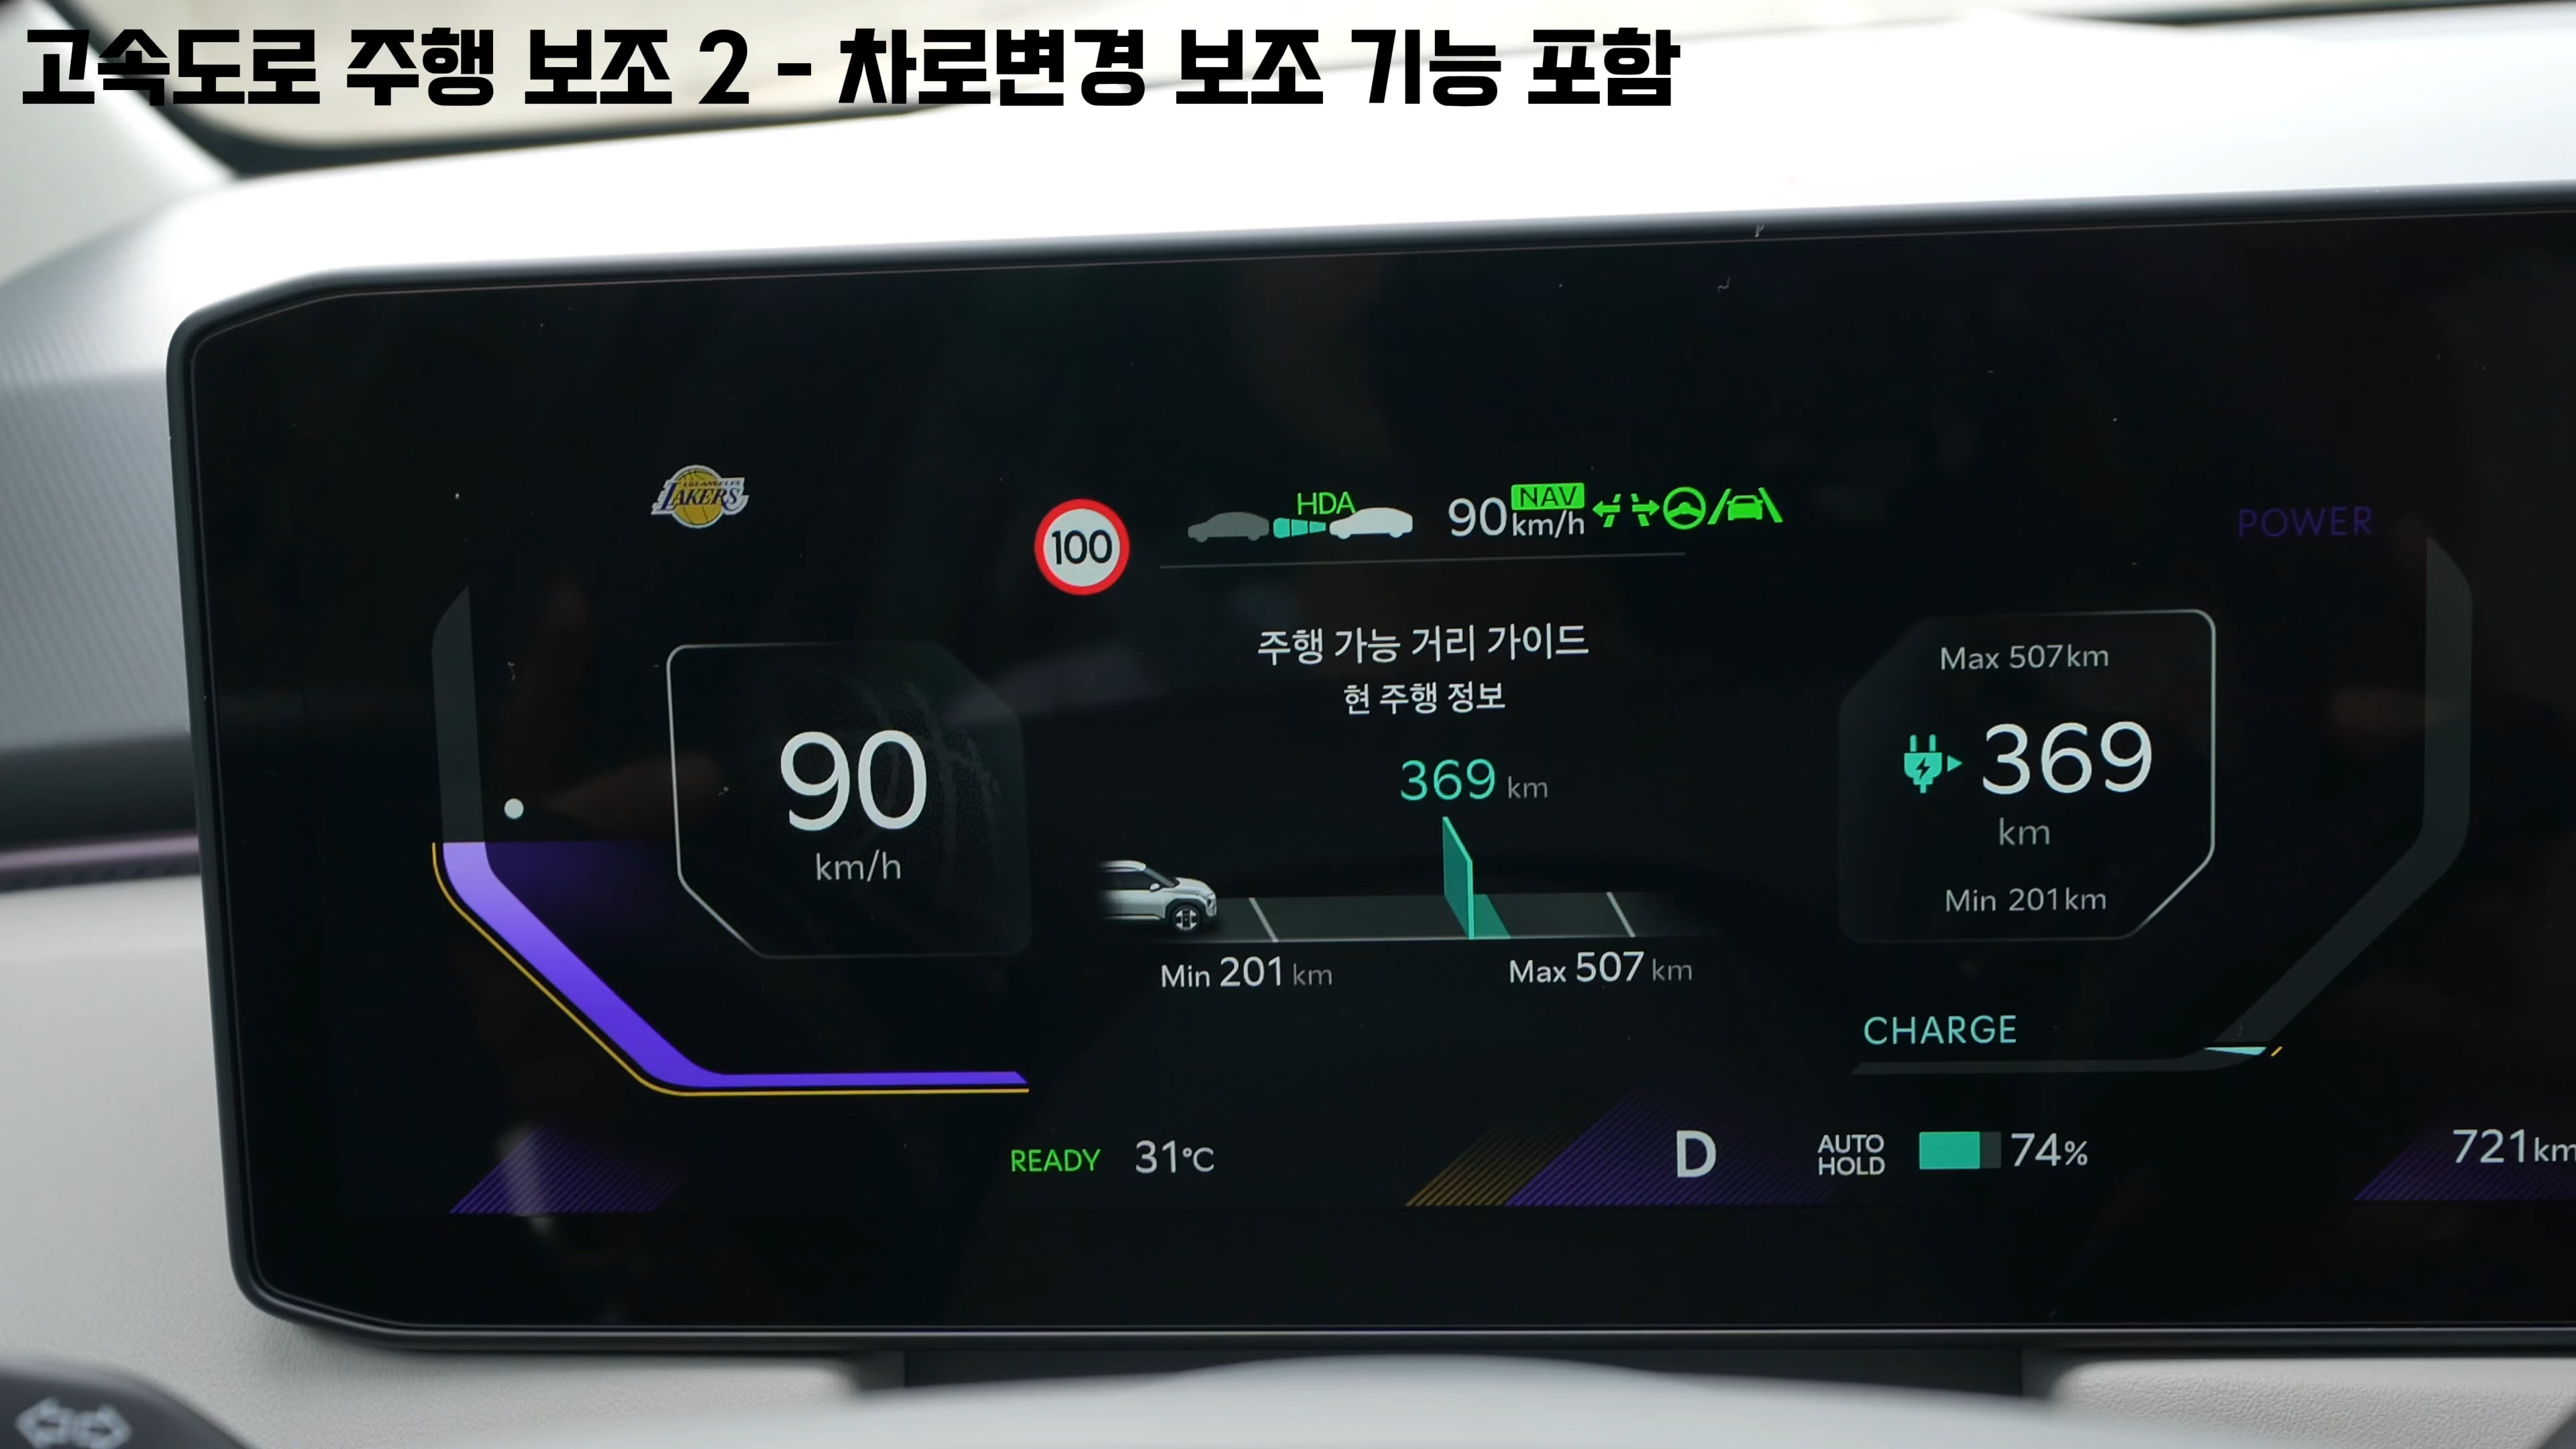 고속도로 주행 보조 2 - 차로변경 보조 기능 포함
LOS ANGELES
LAKERS
100
HDA
90 km/h
NAV
POWER
주행 가능 거리 가이드
현 주행 정보
369 km
Min 201 km
Max 507 km
90
km/h
Max 507km
369
km
Min 201km
CHARGE
READY 31°C
D
AUTO
HOLD
74%
721km